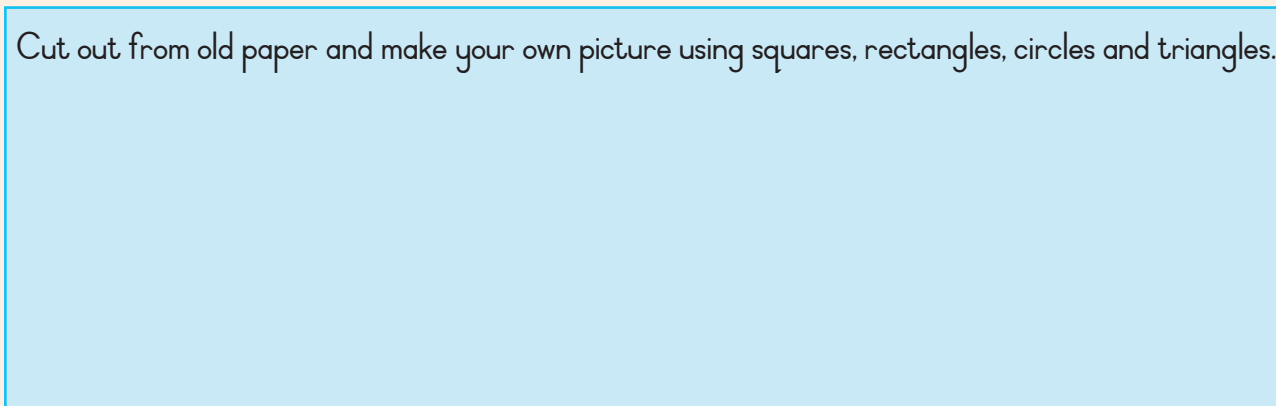 Cut out from old paper and make your own picture using squares, rectangles, circles and triangles.